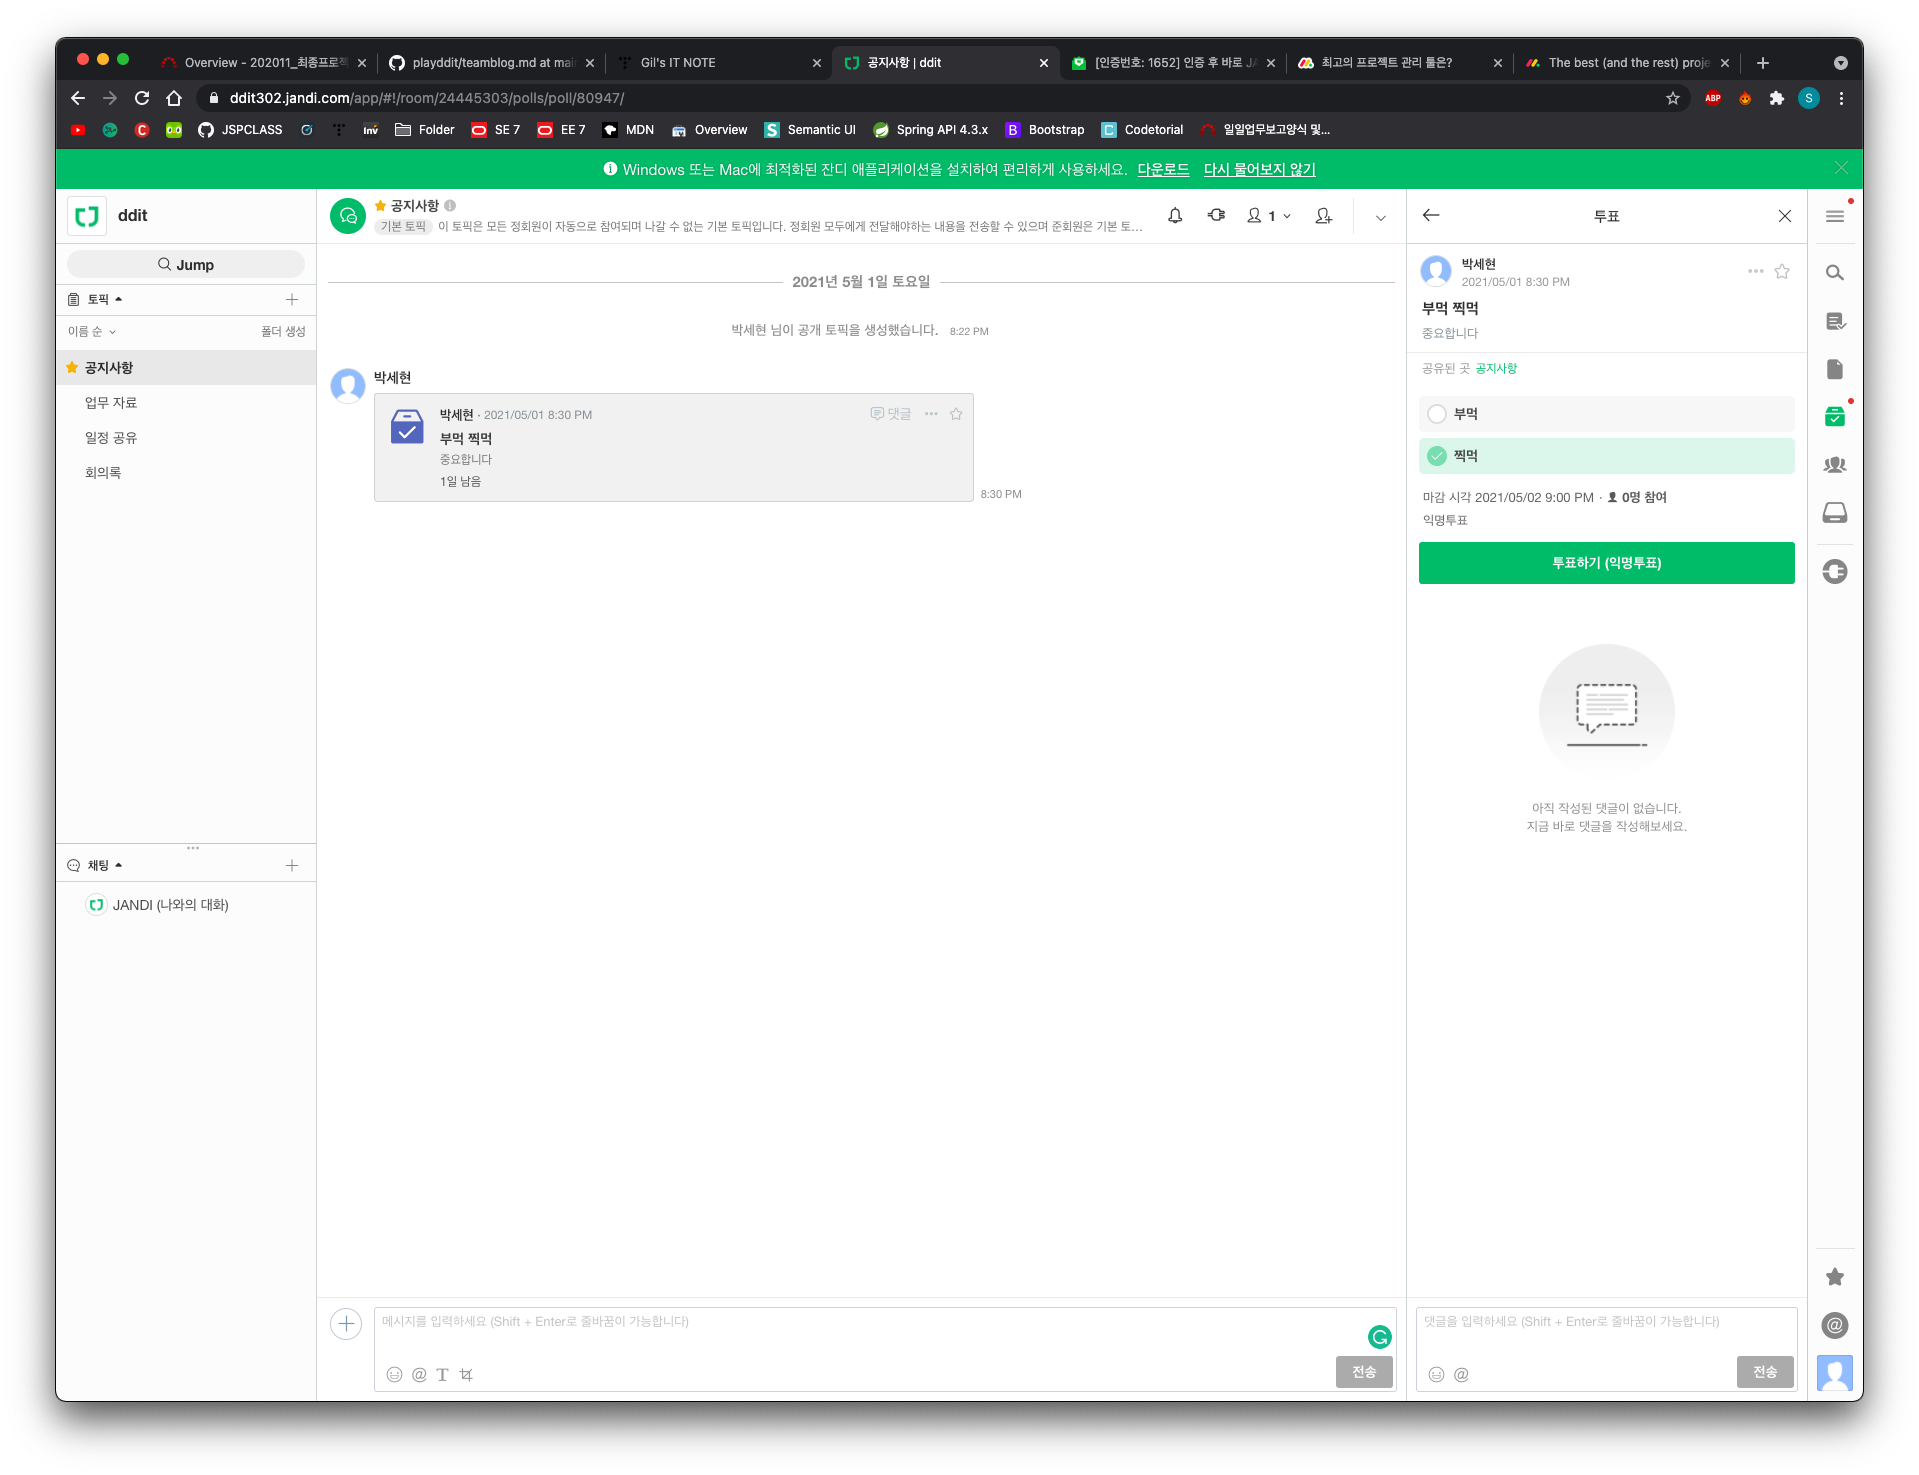 Overview - 202011_최종프로젝
playddit/teamblog.md at mai
Gil's IT NOTE
공지사항 | ddit
[인증번호: 1652] 인증 후 바로 JA
최고의 프로젝트 관리 툴은?
The best (and the rest) proje
ddit302.jandi.com/app/#!/room/24445303/polls/poll/80947/
ABP
S
JSPCLASS
Inv
Folder
SE 7
EE 7
MDN
Overview
Semantic UI
Spring API 4.3.x
Bootstrap
Codetorial
일일업무보고양식 및...
Windows 또는 Mac에 최적화된 잔디 애플리케이션을 설치하여 편리하게 사용하세요. 다운로드 다시 물어보지 않기
ddit
Jump
토픽
이름 순
폴더 생성
공지사항
업무 자료
일정 공유
회의록
채팅
JANDI (나와의 대화)
공지사항
기본 토픽 이 토픽은 모든 정회원이 자동으로 참여되며 나갈 수 없는 기본 토픽입니다. 정회원 모두에게 전달해야하는 내용을 전송할 수 있으며 준회원은 기본 토...
1
2021년 5월 1일 토요일
박세현 님이 공개 토픽을 생성했습니다. 8:22 PM
박세현
박세현 · 2021/05/01 8:30 PM
댓글
부먹 찍먹
중요합니다
1일 남음
8:30 PM
메시지를 입력하세요 (Shift + Enter로 줄바꿈이 가능합니다)
@ T
전송
투표
박세현
2021/05/01 8:30 PM
부먹 찍먹
중요합니다
공유된 곳 공지사항
부먹
찍먹
마감 시각 2021/05/02 9:00 PM · 0명 참여
익명투표
투표하기 (익명투표)
아직 작성된 댓글이 없습니다.
지금 바로 댓글을 작성해보세요.
댓글을 입력하세요 (Shift + Enter로 줄바꿈이 가능합니다)
@
전송
@